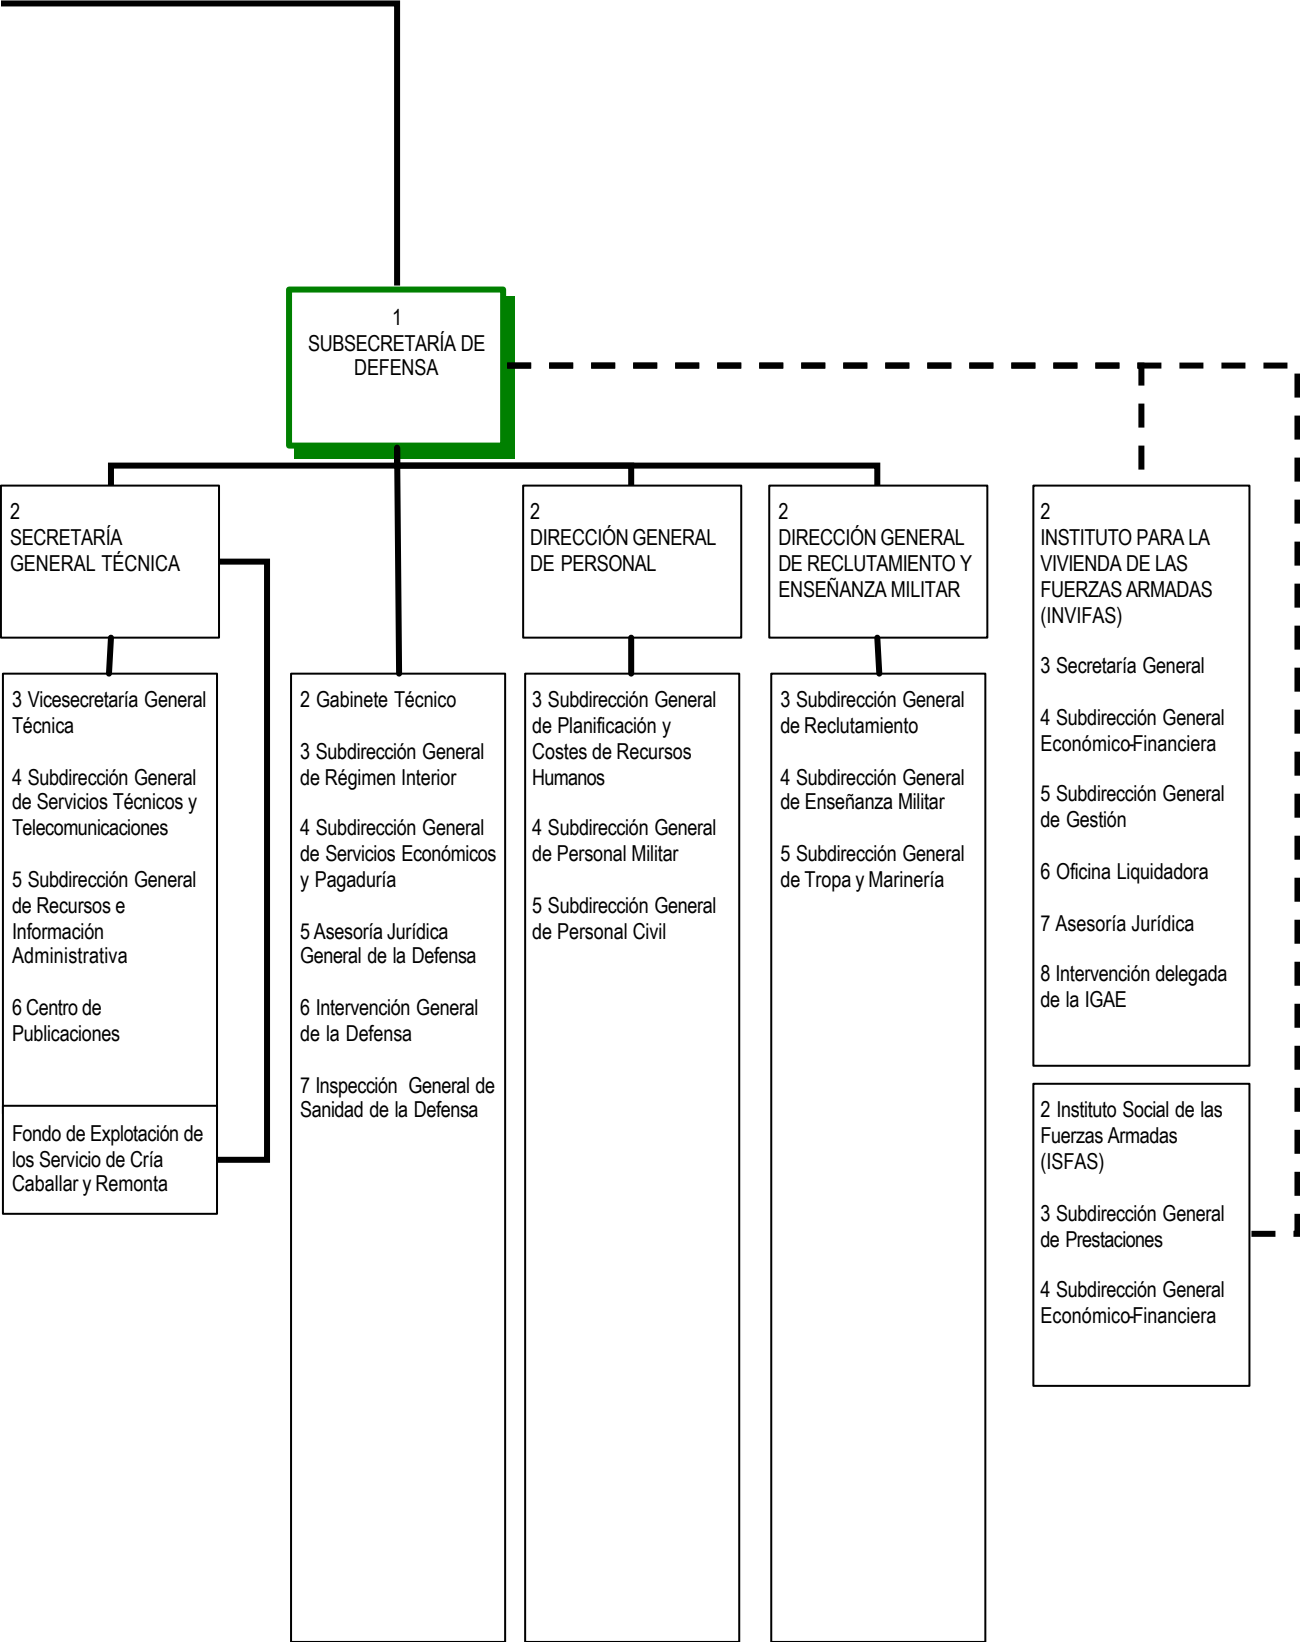 1
SUBSECRETARÍA DE
DEFENSA
2
SECRETARÍA
GENERAL TÉCNICA
3 Vicesecretaría General
Técnica
4 Subdirección General
de Servicios Técnicos y
Telecomunicaciones
5 Subdirección General
de Recursos e
Información
Administrativa
6 Centro de
Publicaciones
Fondo de Explotación de
los Servicio de Cría
Caballar y Remonta
2 Gabinete Técnico
3 Subdirección General
de Régimen Interior
4 Subdirección General
de Servicios Económicos
y Pagaduría
5 Asesoría Jurídica
General de la Defensa
6 Intervención General
de la Defensa
7 Inspección General de
Sanidad de la Defensa
2
DIRECCIÓN GENERAL
DE PERSONAL
3 Subdirección General
de Planificación y
Costes de Recursos
Humanos
4 Subdirección General
de Personal Militar
5 Subdirección General
de Personal Civil
2
DIRECCIÓN GENERAL
DE RECLUTAMIENTO Y
ENSEÑANZA MILITAR
3 Subdirección General
de Reclutamiento
4 Subdirección General
de Enseñanza Militar
5 Subdirección General
de Tropa y Marinería
2
INSTITUTO PARA LA
VIVIENDA DE LAS
FUERZAS ARMADAS
(INVIFAS)
3 Secretaría General
4 Subdirección General
Económico-Financiera
5 Subdirección General
de Gestión
6 Oficina Liquidadora
7 Asesoría Jurídica
8 Intervención delegada
de la IGAE
2 Instituto Social de las
Fuerzas Armadas
(ISFAS)
3 Subdirección General
de Prestaciones
4 Subdirección General
Económico-Financiera